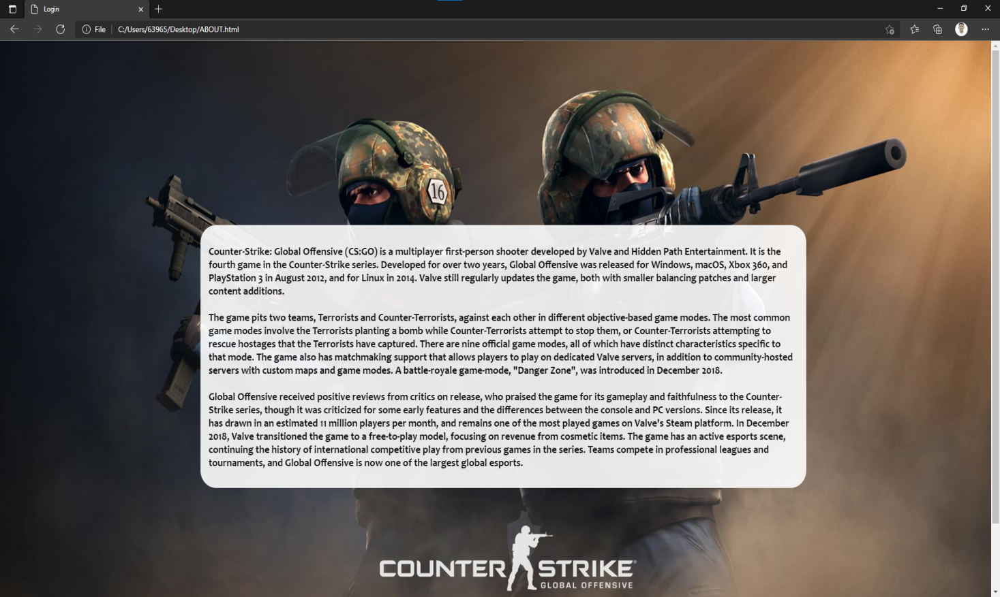 Login
File
C:/Users/63965/Desktop/ABOUT.html
16
Counter-Strike: Global Offensive (CS:GO) is a multiplayer first-person shooter developed by Valve and Hidden Path Entertainment. It is the
fourth game in the Counter-Strike series. Developed for over two years, Global Offensive was released for Windows, macOS, Xbox 360, and
PlayStation 3 in August 2012, and for Linux in 2014. Valve still regularly updates the game, both with smaller balancing patches and larger
content additions.
The game pits two teams, Terrorists and Counter-Terrorists, against each other in different objective-based game modes. The most common
game modes involve the Terrorists planting a bomb while Counter-Terrorists attempt to stop them, or Counter-Terrorists attempting to
rescue hostages that the Terrorists have captured. There are nine official game modes, all of which have distinct characteristics specific to
that mode. The game also has matchmaking support that allows players to play on dedicated Valve servers, in addition to community-hosted
servers with custom maps and game modes. A battle-royale game-mode, "Danger Zone", was introduced in December 2018.
Global Offensive received positive reviews from critics on release, who praised the game for its gameplay and faithfulness to the Counter-
Strike series, though it was criticized for some early features and the differences between the console and PC versions. Since its release, it
has drawn in an estimated 11 million players per month, and remains one of the most played games on Valve's Steam platform. In December
2018, Valve transitioned the game to a free-to-play model, focusing on revenue from cosmetic items. The game has an active esports scene,
continuing the history of international competitive play from previous games in the series. Teams compete in professional leagues and
tournaments, and Global Offensive is now one of the largest global esports.
COUNTER STRIKE®
GLOBAL OFFENSIVE